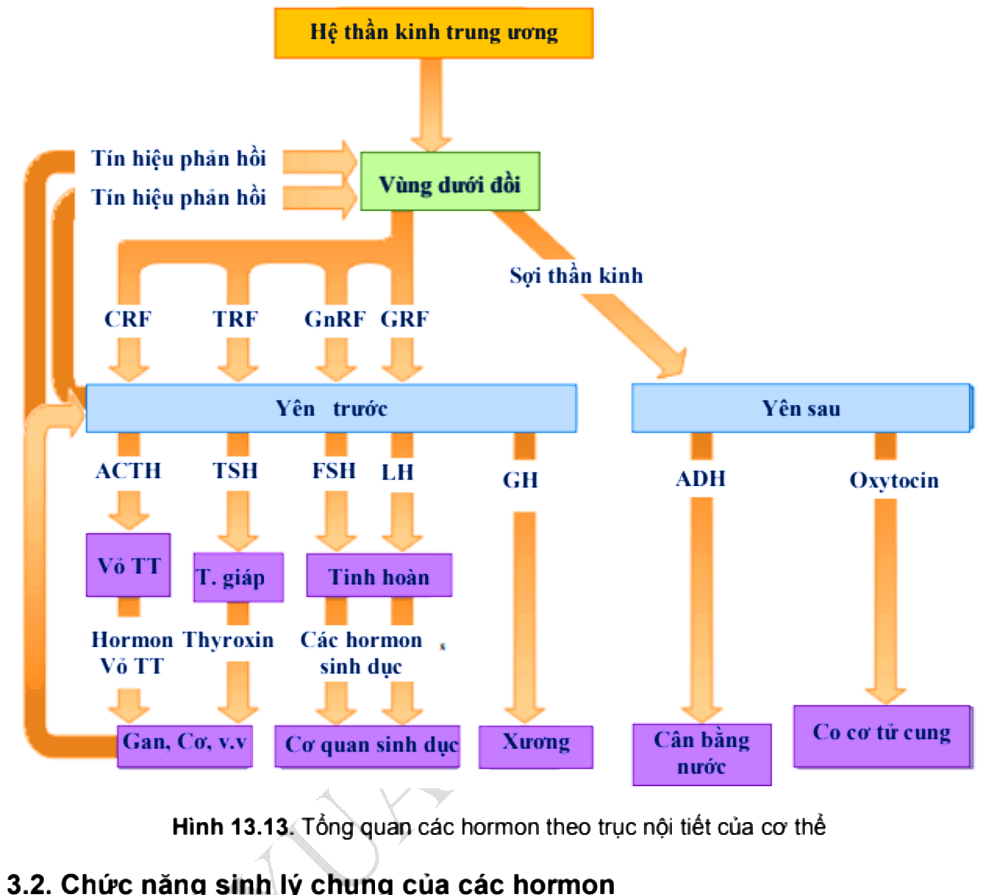 Hệ thần kinh trung ương
Tín hiệu phản hồi
Tín hiệu phản hồi
Vùng dưới đồi
Sợi thần kinh
CRF TRF GnRF GRF
Yên trước
Yên sau
ACTH TSH FSH LH GH ADH Oxytocin
Vỏ TT
T. giáp
Tinh hoàn
Hormon Thyroxin Các hormon
Vỏ TT sinh dục
Gan, Cơ, v.v
Cơ quan sinh dục
Xương
Cân bằng
nước
Co cơ tử cung
Hình 13.13. Tổng quan các hormon theo trục nội tiết của cơ thể
3.2. Chức năng sinh lý chung của các hormon